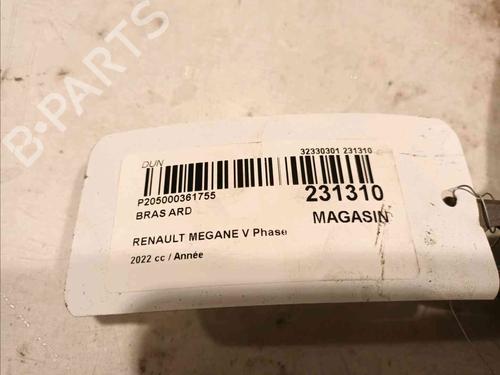 B-PARTS
DUN
32330301 231310
P205000361755
231310
BRAS ARD
MAGASIN
RENAULT MEGANE V Phase
2022 cc / Année